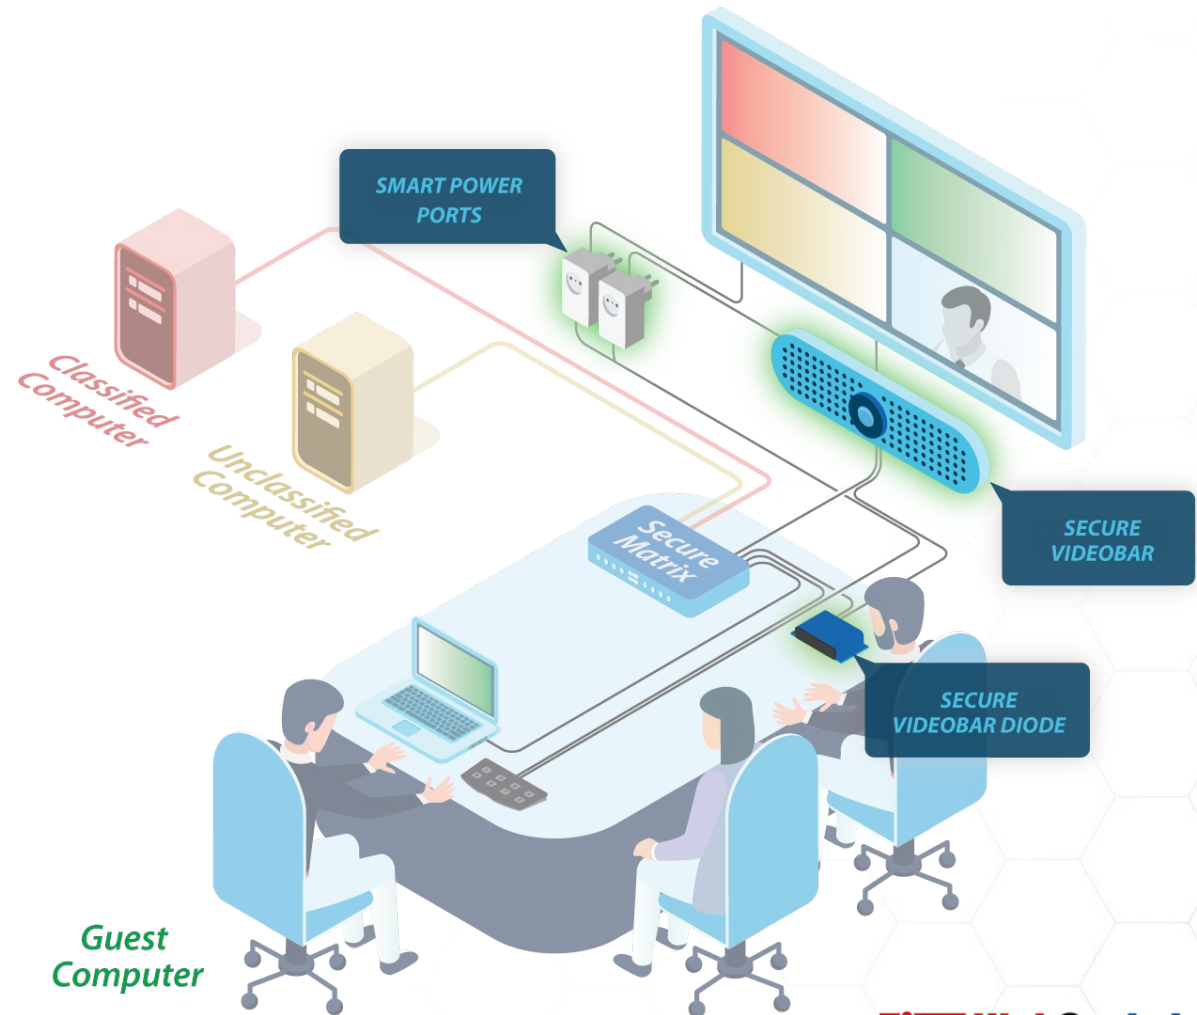 SMART POWER
PORTS
Classified
Computer
Unclassified
Computer
Secure
Matrix
SECURE
VIDEOBAR
SECURE
VIDEOBAR DIODE
Guest
Computer